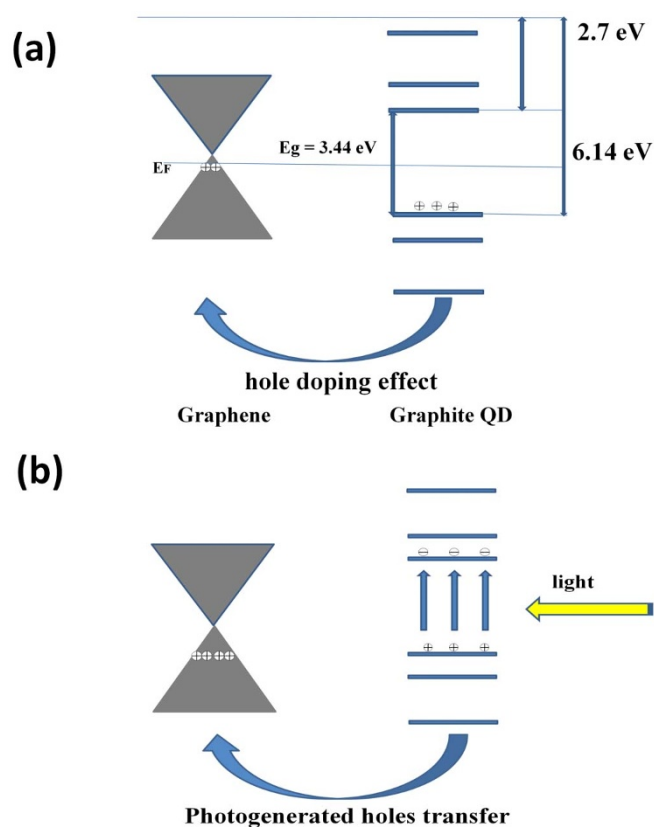 (a)
2.7 eV
Eg = 3.44 eV
6.14 eV
EF
hole doping effect
Graphene Graphite QD
(b)
light
Photogenerated holes transfer